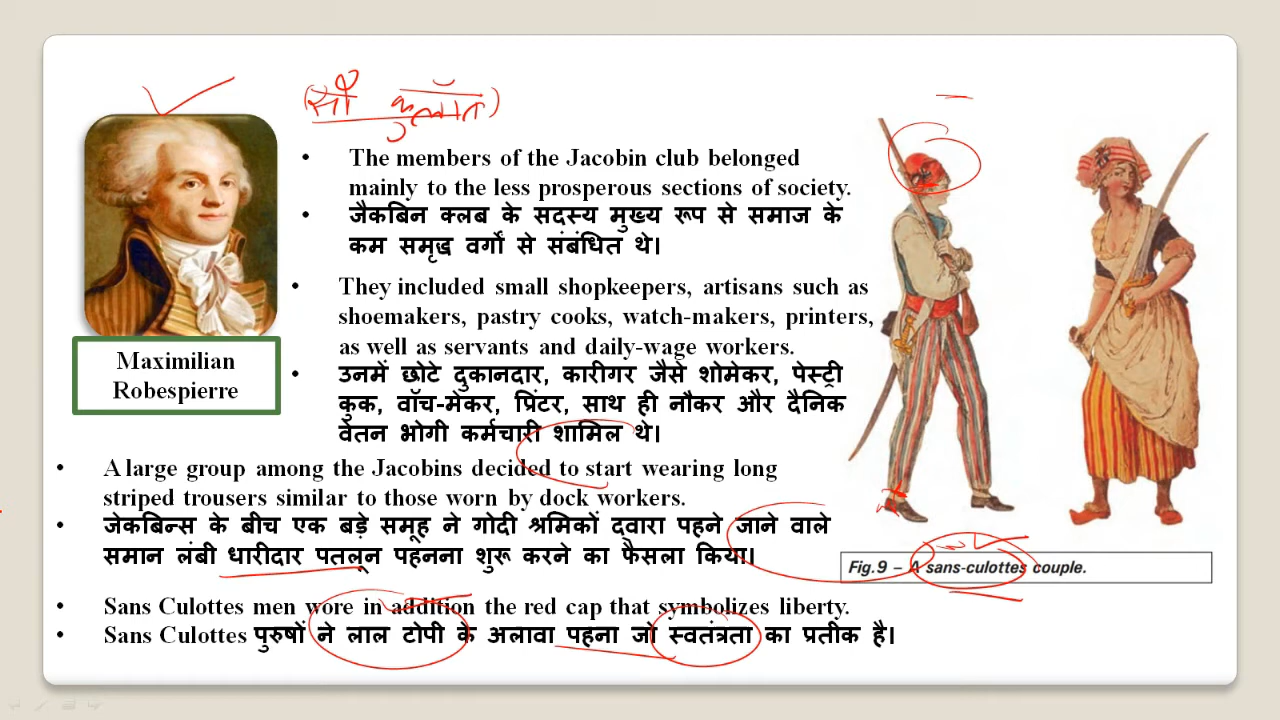 (सौं कुलॉत)
The members of the Jacobin club belonged
mainly to the less prosperous sections of society.
जैकबिन क्लब के सदस्य मुख्य रूप से समाज के
कम समृद्ध वर्गों से संबंधित थे।
They included small shopkeepers, artisans such as
shoemakers, pastry cooks, watch-makers, printers,
as well as servants and daily-wage workers.
उनमें छोटे दुकानदार, कारीगर जैसे शोमेकर, पेस्ट्री
कुक, वॉच-मेकर, प्रिंटर, साथ ही नौकर और दैनिक
वेतन भोगी कर्मचारी शामिल थे।
Maximilian
Robespierre
A large group among the Jacobins decided to start wearing long
striped trousers similar to those worn by dock workers.
जेकबिन्स के बीच एक बड़े समूह ने गोदी श्रमिकों द्वारा पहने जाने वाले
समान लंबी धारीदार पतलून पहनना शुरू करने का फैसला किया।
Fig.9 – A sans-culottes couple.
Sans Culottes men wore in addition the red cap that symbolizes liberty.
Sans Culottes पुरुषों ने लाल टोपी के अलावा पहना जो स्वतंत्रता का प्रतीक है।